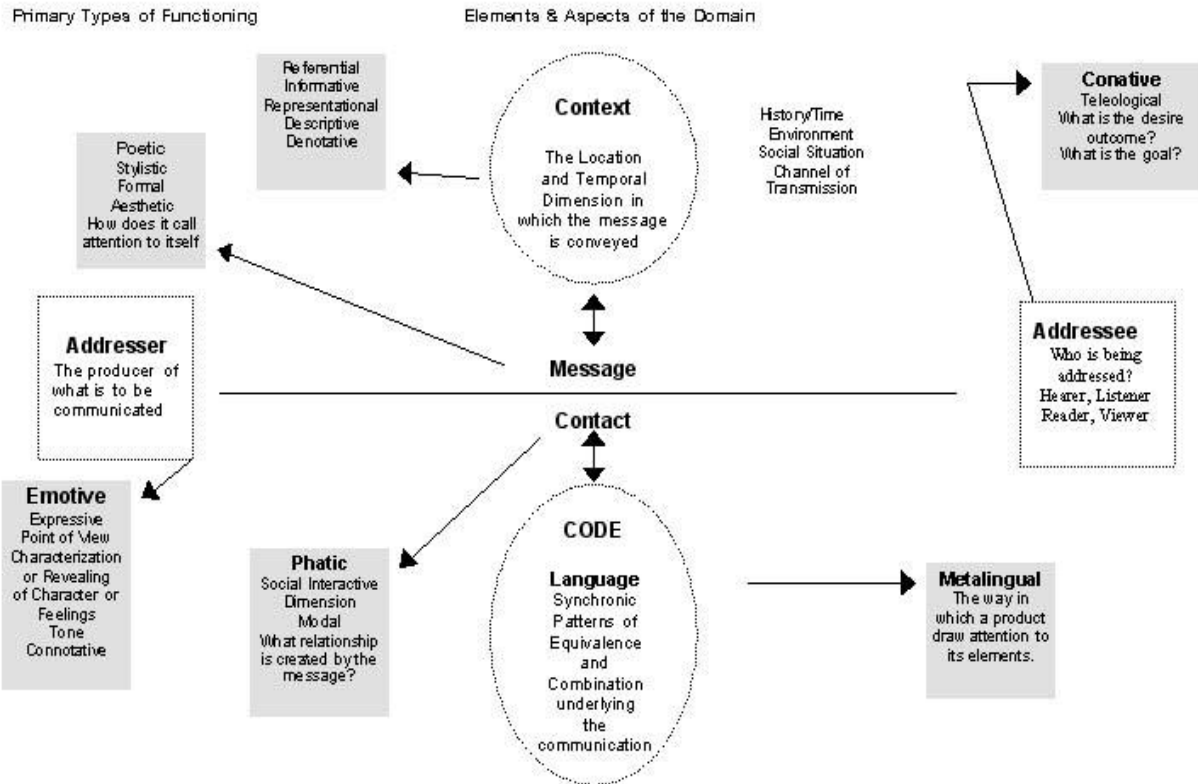 Primary Types of Functioning
Elements & Aspects of the Domain
Referential
Informative
Representational
Descriptive
Denotative
Context
The Location
and Temporal
Dimension in
which the message
is conveyed
History/Time
Environment
Social Situation
Channel of
Transmission
Conative
Teleological
What is the desire
outcome?
What is the goal?
Poetic
Stylistic
Formal
Aesthetic
How does it call
attention to itself
Addresser
The producer of
what is to be
communicated
Message
Contact
Addressee
Who is being
addressed?
Hearer, Listener
Reader, Viewer
Emotive
Expressive
Point of View
Characterization
or Revealing
of Character or
Feelings
Tone
Connotative
Phatic
Social Interactive
Dimension
Modal
What relationship
is created by the
message?
CODE
Language
Synchronic
Patterns of
Equivalence
and
Combination
underlying
the
communication
Metalingual
The way in
which a product
draw attention to
its elements.